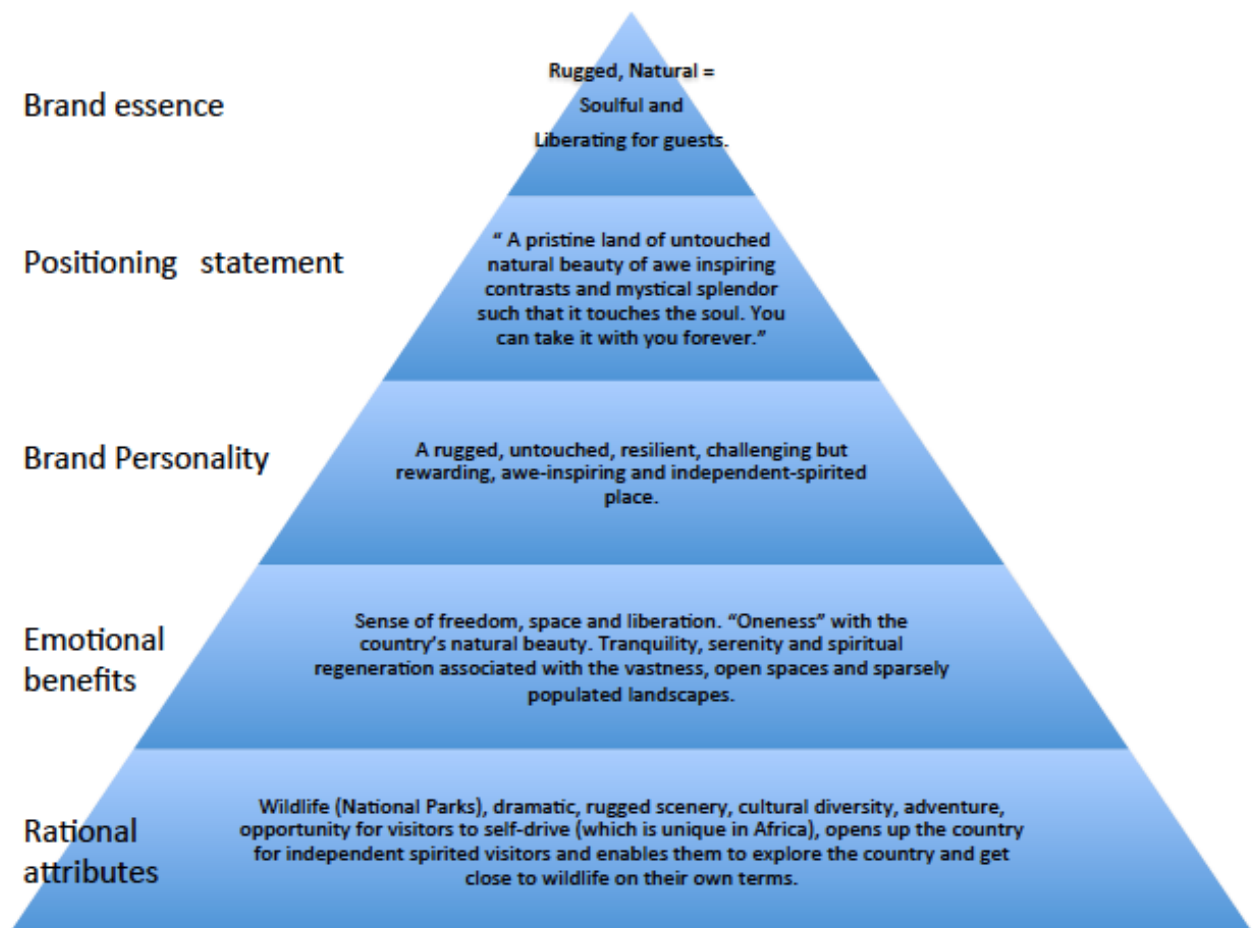 Brand essence
Rugged, Natural =
Soulful and
Liberating for guests.
Positioning statement
“ A pristine land of untouched
natural beauty of awe inspiring
contrasts and mystical splendor
such that it touches the soul. You
can take it with you forever.”
Brand Personality
A rugged, untouched, resilient, challenging but
rewarding, awe-inspiring and independent-spirited
place.
Emotional
benefits
Sense of freedom, space and liberation. “Oneness” with the
country’s natural beauty. Tranquility, serenity and spiritual
regeneration associated with the vastness, open spaces and sparsely
populated landscapes.
Rational
attributes
Wildlife (National Parks), dramatic, rugged scenery, cultural diversity, adventure,
opportunity for visitors to self-drive (which is unique in Africa), opens up the country
for independent spirited visitors and enables them to explore the country and get
close to wildlife on their own terms.